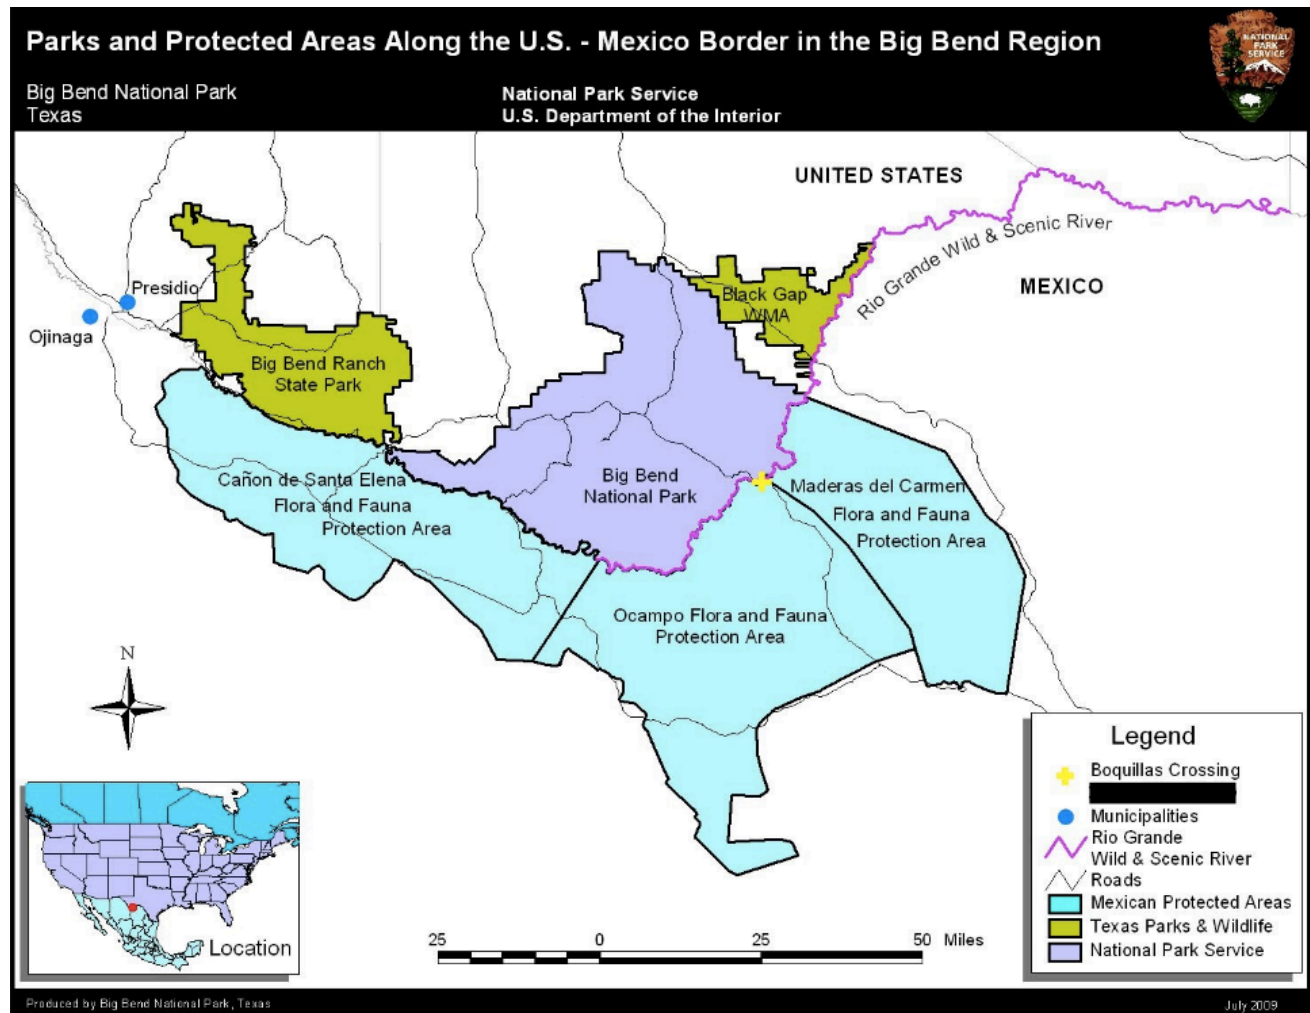 Parks and Protected Areas Along the U.S. - Mexico Border in the Big Bend Region
NATIONAL
PARK
SERVICE
Big Bend National Park
Texas
National Park Service
U.S. Department of the Interior
UNITED STATES
Rio Grande Wild & Scenic River
MEXICO
Presidio
Ojinaga
Black Gap
WMA
Big Bend Ranch
State Park
Cañon de Santa Elena
Flora and Fauna
Protection Area
Big Bend
National Park
Maderas del Carmen
Flora and Fauna
Protection Area
Ocampo Flora and Fauna
Protection Area
N
Legend
Boquillas Crossing
Municipalities
Rio Grande
Wild & Scenic River
Roads
Mexican Protected Areas
Texas Parks & Wildlife
National Park Service
Location
25 0 25 50 Miles
Produced by Big Bend National Park, Texas
July 2009